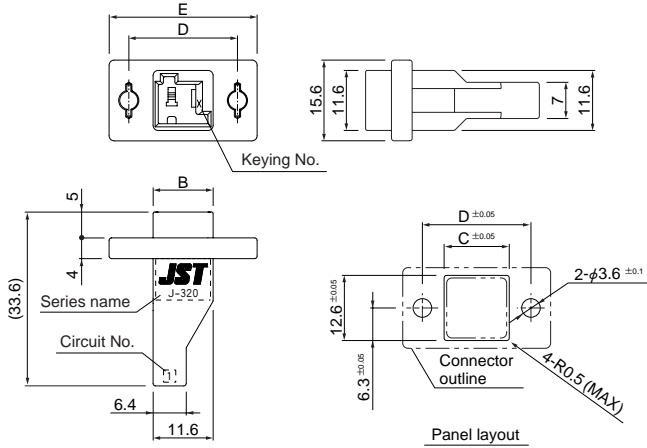 E
D
15.6
11.6
7
11.6
Keying No.
B
5
4
(33.6)
JST
J-320
Series name
Circuit No.
1
6.4
11.6
D ±0.05
C ±0.05
2-φ3.6 ±0.1
12.6 ±0.05
6.3 ±0.05
Connector
outline
4-R0.5 (MAX)
Panel layout
X